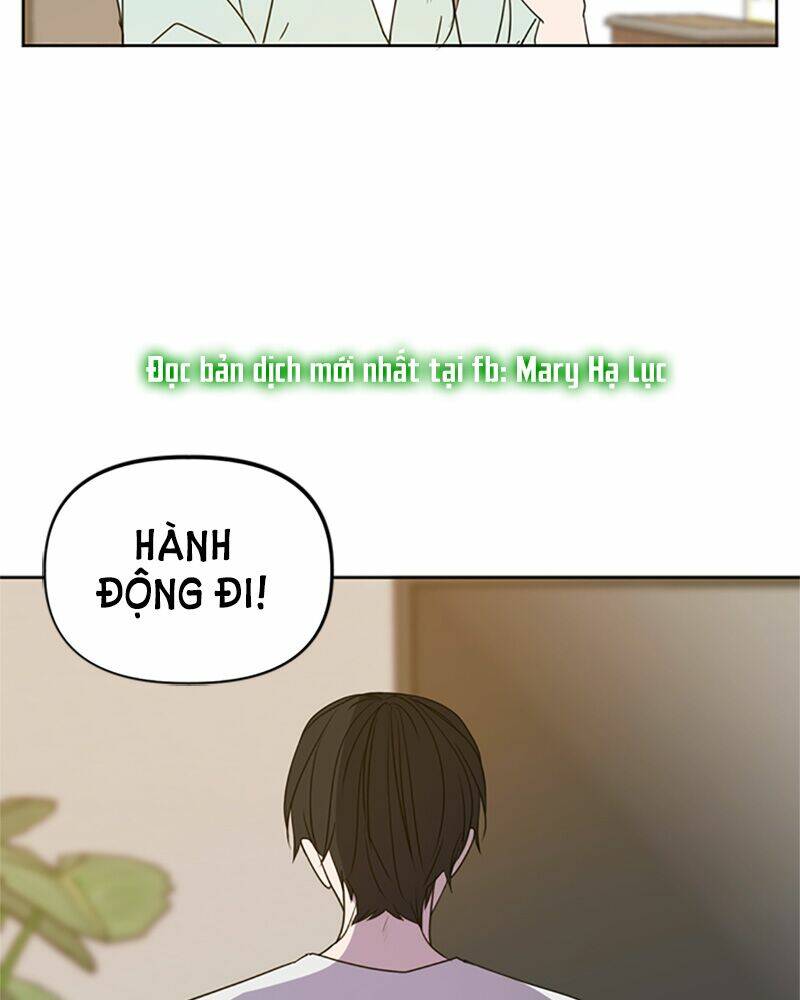 Đọc bản dịch mới nhất tại fb: Mary Hạ Lục
HÀNH
ĐỘNG ĐI!